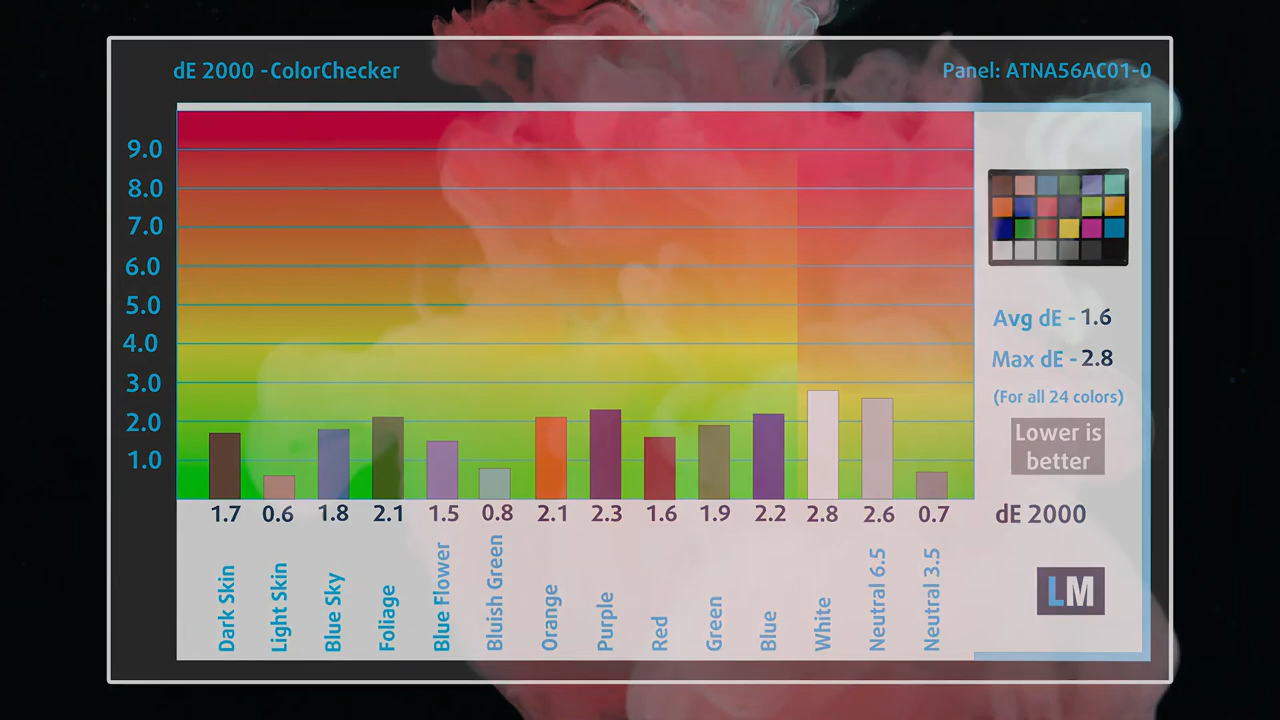 dE 2000 -ColorChecker
Panel: ATNA56AC01-0
9.0
8.0
7.0
6.0
5.0
4.0
3.0
2.0
1.0
1.7 0.6 1.8 2.1 1.5 0.8 2.1 2.3 1.6 1.9 2.2 2.8 2.6 0.7
Dark Skin
Light Skin
Blue Sky
Foliage
Blue Flower
Bluish Green
Orange
Purple
Red
Green
Blue
White
Neutral 6.5
Neutral 3.5
Avg dE - 1.6
Max dE - 2.8
(For all 24 colors)
Lower is
better
dE 2000
LM